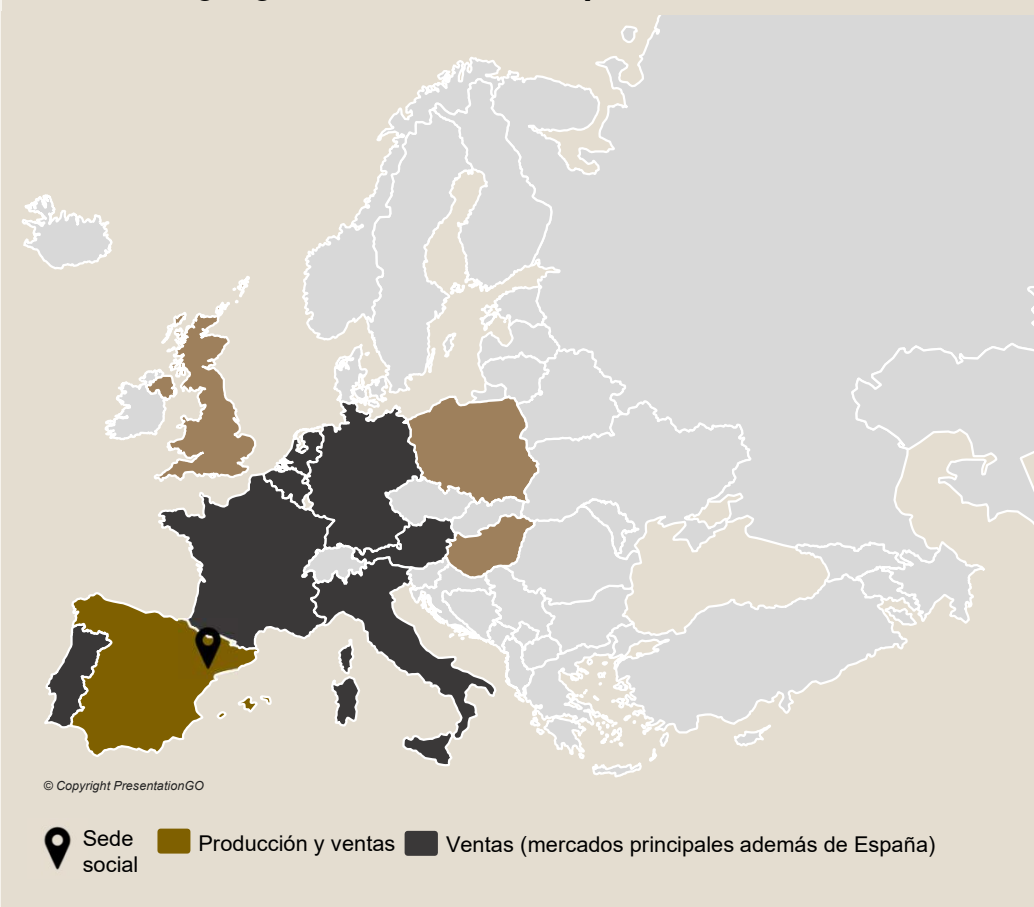 © Copyright PresentationGO
Sede
social
Producción y ventas
Ventas (mercados principales además de España)